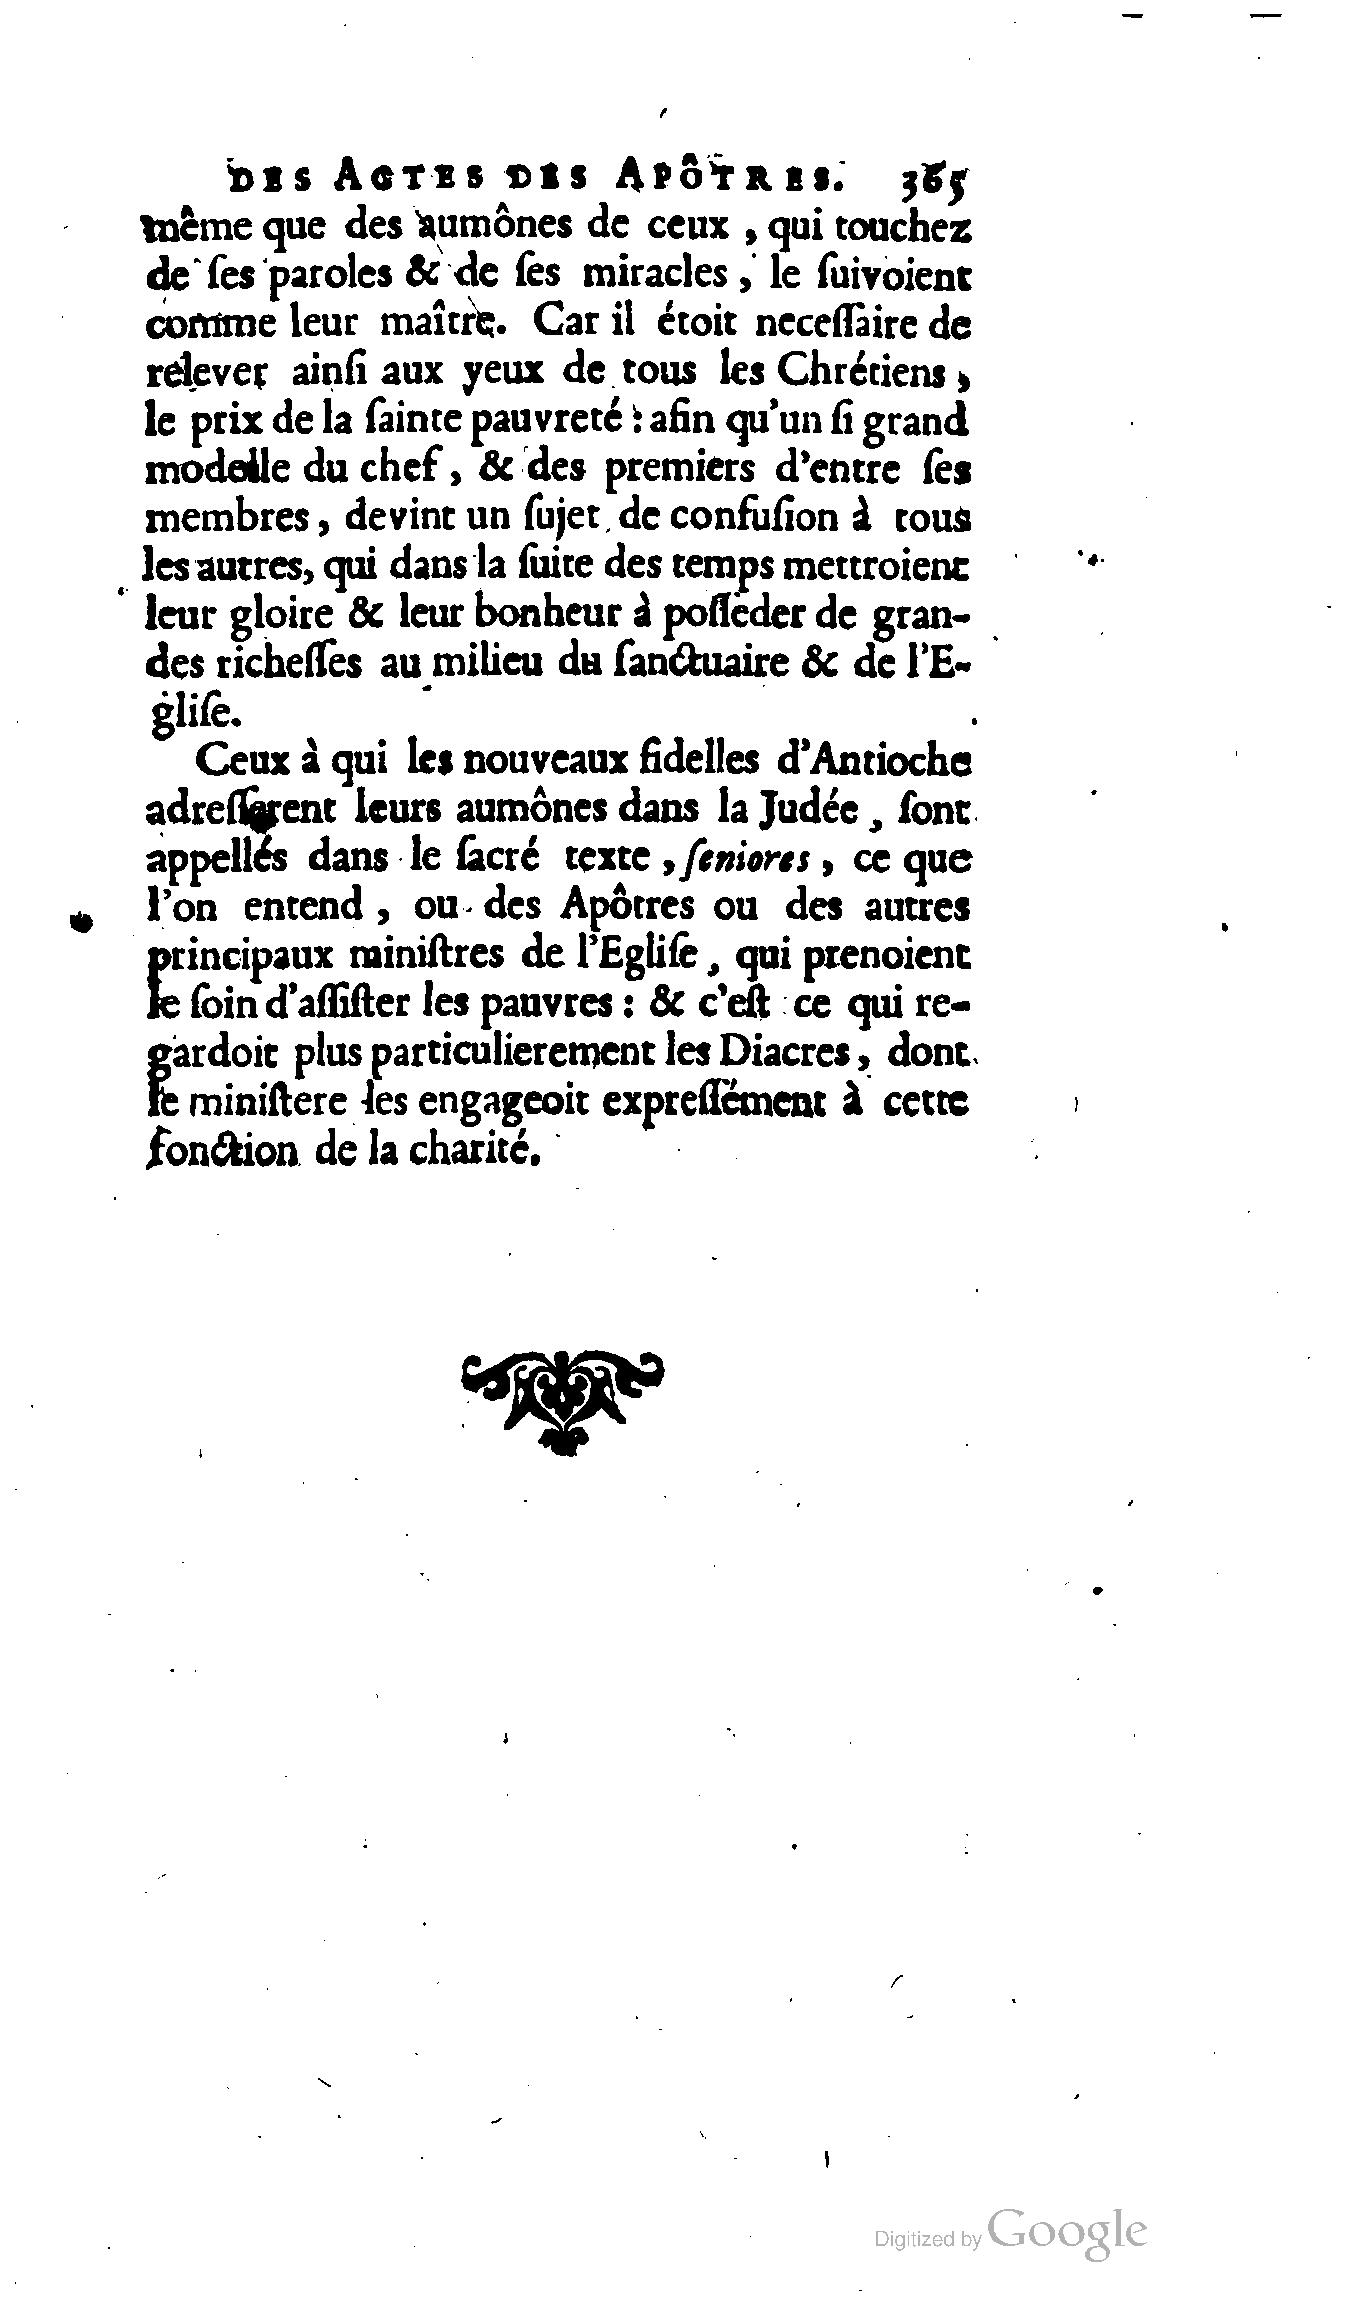 DES ACTES DES APÔTRES. 365
même que des aumônes de ceux, qui touchez
de ſes paroles & de ſes miracles, le ſuivoient
comme leur maître. Car il étoit neceſſaire de
relever ainſi aux yeux de tous les Chrétiens,
le prix de la ſainte pauvreté : afin qu'un ſi grand
modelle du chef, & des premiers d'entre ſes
membres, devint un ſujet de confuſion à tous
les autres, qui dans la ſuite des temps mettroient
leur gloire & leur bonheur à poſſeder de gran-
des richeſſes au milieu du ſanctuaire & de l'E-
gliſe.
Ceux à qui les nouveaux fidelles d'Antioche
adreſſerent leurs aumônes dans la Judée, ſont
appellés dans le ſacré texte, ſeniores, ce que
l'on entend, ou des Apôtres ou des autres
principaux miniſtres de l'Egliſe, qui prenoient
le ſoin d'aſſiſter les pauvres : & c'eſt ce qui re-
gardoit plus particulierement les Diacres, dont
le miniſtere les engageoit expreſſément à cette
fonction de la charité.
Digitized by Google